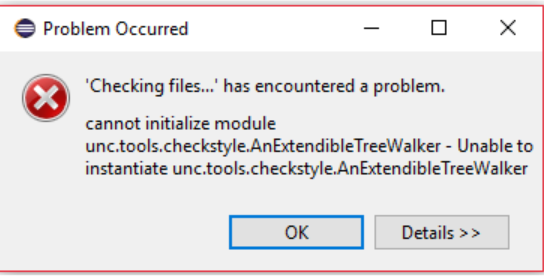 Problem Occurred
'Checking files...' has encountered a problem.
cannot initialize module
unc.tools.checkstyle.AnExtendibleTreeWalker - Unable to
instantiate unc.tools.checkstyle.AnExtendibleTreeWalker
OK
Details >>